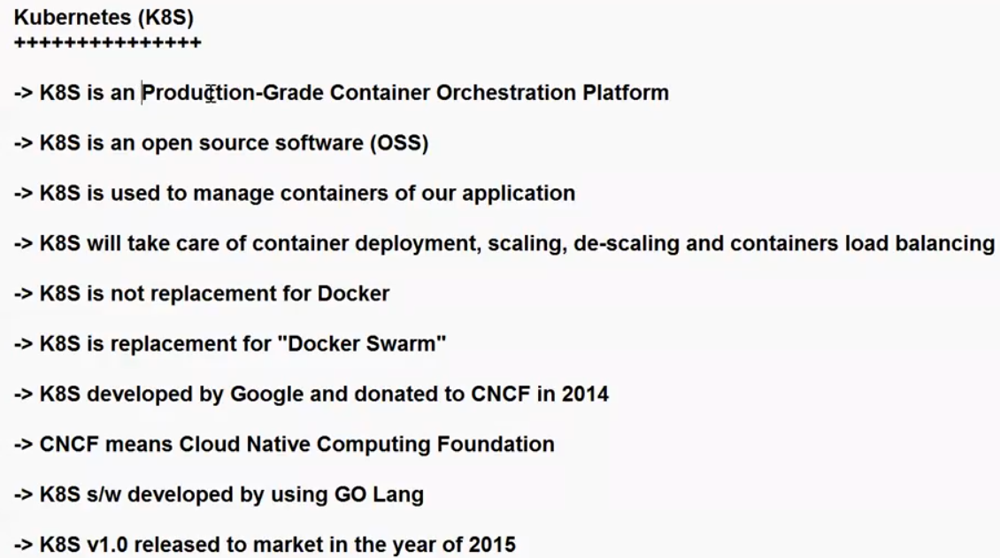 Kubernetes (K8S)
+++++++++++++++
-> K8S is an Production-Grade Container Orchestration Platform
-> K8S is an open source software (OSS)
-> K8S is used to manage containers of our application
-> K8S will take care of container deployment, scaling, de-scaling and containers load balancing
-> K8S is not replacement for Docker
-> K8S is replacement for "Docker Swarm"
-> K8S developed by Google and donated to CNCF in 2014
-> CNCF means Cloud Native Computing Foundation
-> K8S s/w developed by using GO Lang
-> K8S v1.0 released to market in the year of 2015